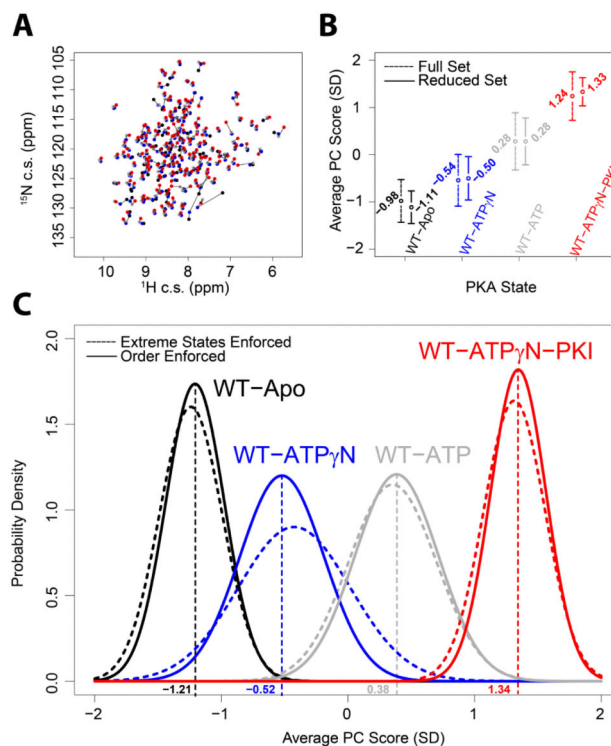 A
15N c.s. (ppm)
135 130 125 120 115 110 105
10 9 8 7 6
1H c.s. (ppm)
B
Average PC Score (SD)
2
1
0
−1
−2
Full Set
Reduced Set
−0.98
−1.11
WT−Apo
−0.54
−0.50
WT−ATPγN
0.28
0.28
WT−ATP
1.24
1.33
WT−ATPγN−PKI
PKA State
C
Probability Density
2.0
1.5
1.0
0.5
0.0
Extreme States Enforced
Order Enforced
WT−Apo
WT−ATPγN
WT−ATP
WT−ATPγN−PKI
−1.21
−0.52
0.38
1.34
−2 −1 0 1 2
Average PC Score (SD)